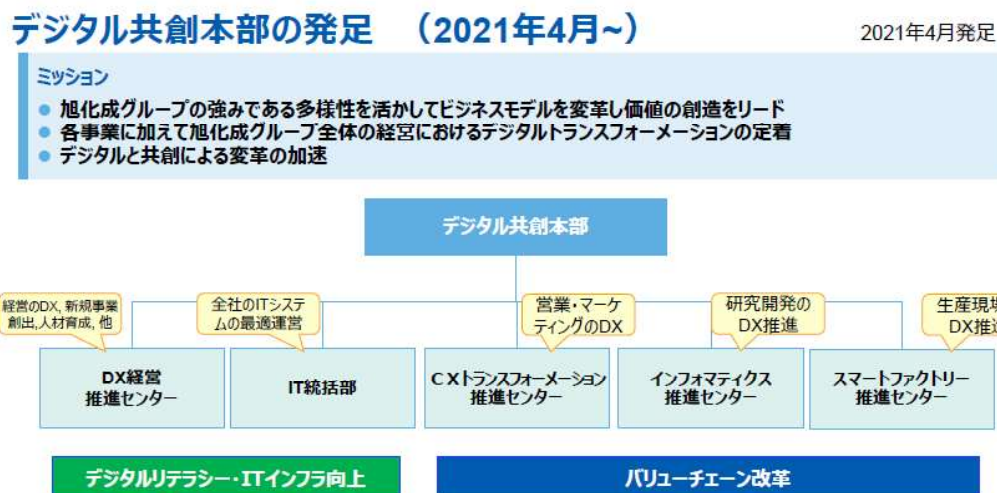 デジタル共創本部の発足 （2021年4月~）
2021年4月発足
ミッション
● 旭化成グループの強みである多様性を活かしてビジネスモデルを変革し価値の創造をリード
● 各事業に加えて旭化成グループ全体の経営におけるデジタルトランスフォーメーションの定着
● デジタルと共創による変革の加速
デジタル共創本部
経営のDX, 新規事業
創出,人材育成, 他
全社のITシステ
ムの最適運営
営業・マーケ
ティングのDX
研究開発の
DX推進
生産現場
DX推進
DX経営
推進センター
IT統括部
CXトランスフォーメーション
推進センター
インフォマティクス
推進センター
スマートファクトリー
推進センター
デジタルリテラシー・ITインフラ向上
バリューチェーン改革